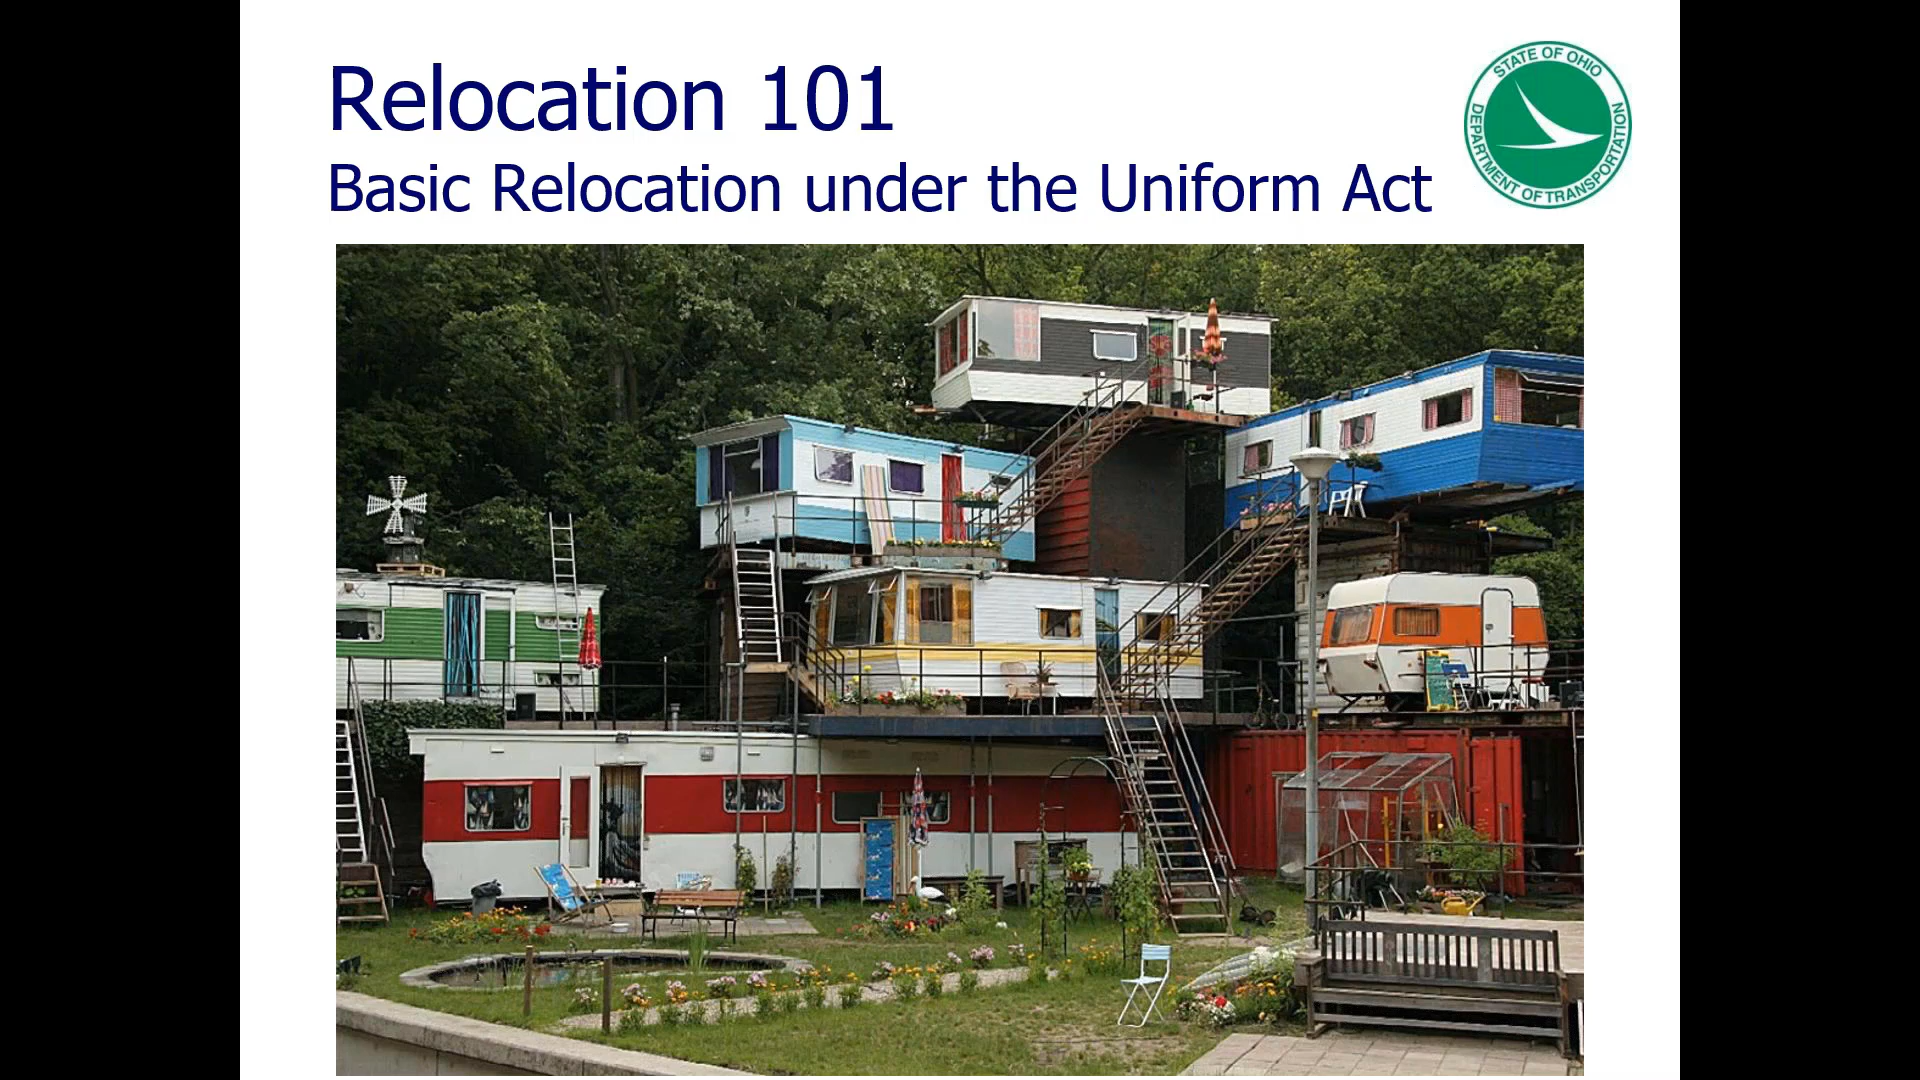 Relocation 101
Basic Relocation under the Uniform Act
STATE OF OHIO
DEPARTMENT OF TRANSPORTATION